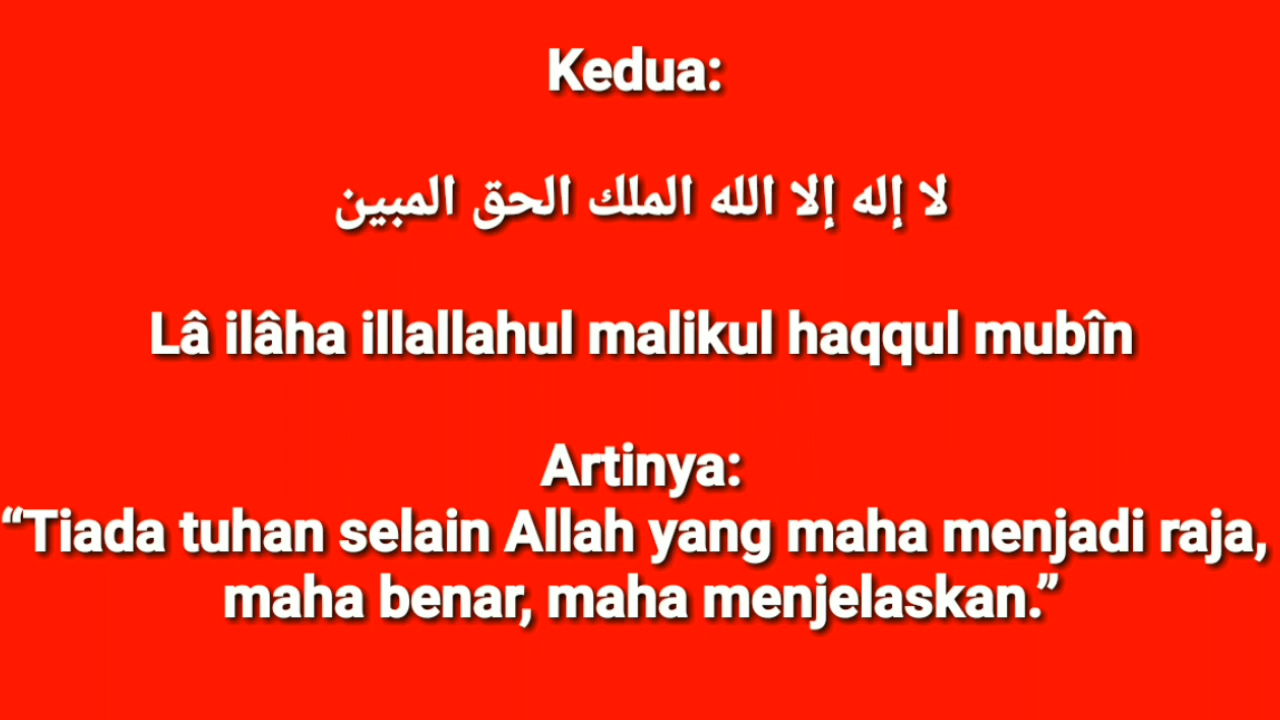 Kedua:
لا إله إلا الله الملك الحق المبين
Lâ ilâha illallahul malikul haqqul mubîn
Artinya:
“Tiada tuhan selain Allah yang maha menjadi raja,
maha benar, maha menjelaskan.”